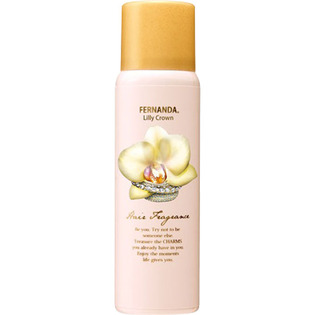 FERNANDA.
Lilly Crown
Hair Fragrance
Be you. Try not to be
someone else.
Treasure the CHARMS
you already have in you.
Enjoy the moments
life gives you.